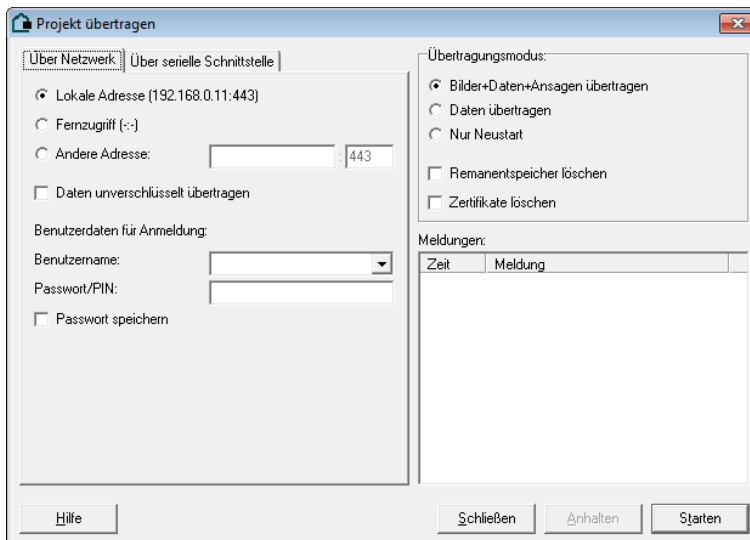 Projekt übertragen
Über Netzwerk
Über serielle Schnittstelle
Lokale Adresse (192.168.0.11:443)
Fernzugriff (-:-)
Andere Adresse:
: 443
Daten unverschlüsselt übertragen
Benutzerdaten für Anmeldung:
Benutzername:
Passwort/PIN:
Passwort speichern
Übertragungsmodus:
Bilder+Daten+Ansagen übertragen
Daten übertragen
Nur Neustart
Remanentspeicher löschen
Zertifikate löschen
Meldungen:
Zeit Meldung
Hilfe
Schließen
Anhalten
Starten